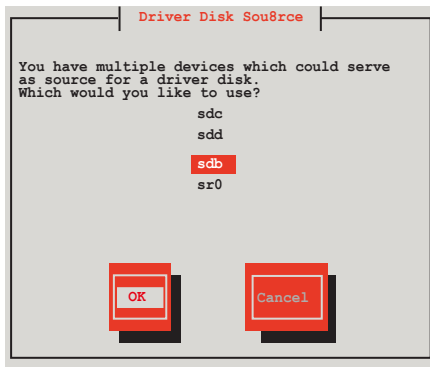 Driver Disk Sou8rce
You have multiple devices which could serve
as source for a driver disk.
Which would you like to use?
sdc
sdd
sdb
sr0
OK
Cancel